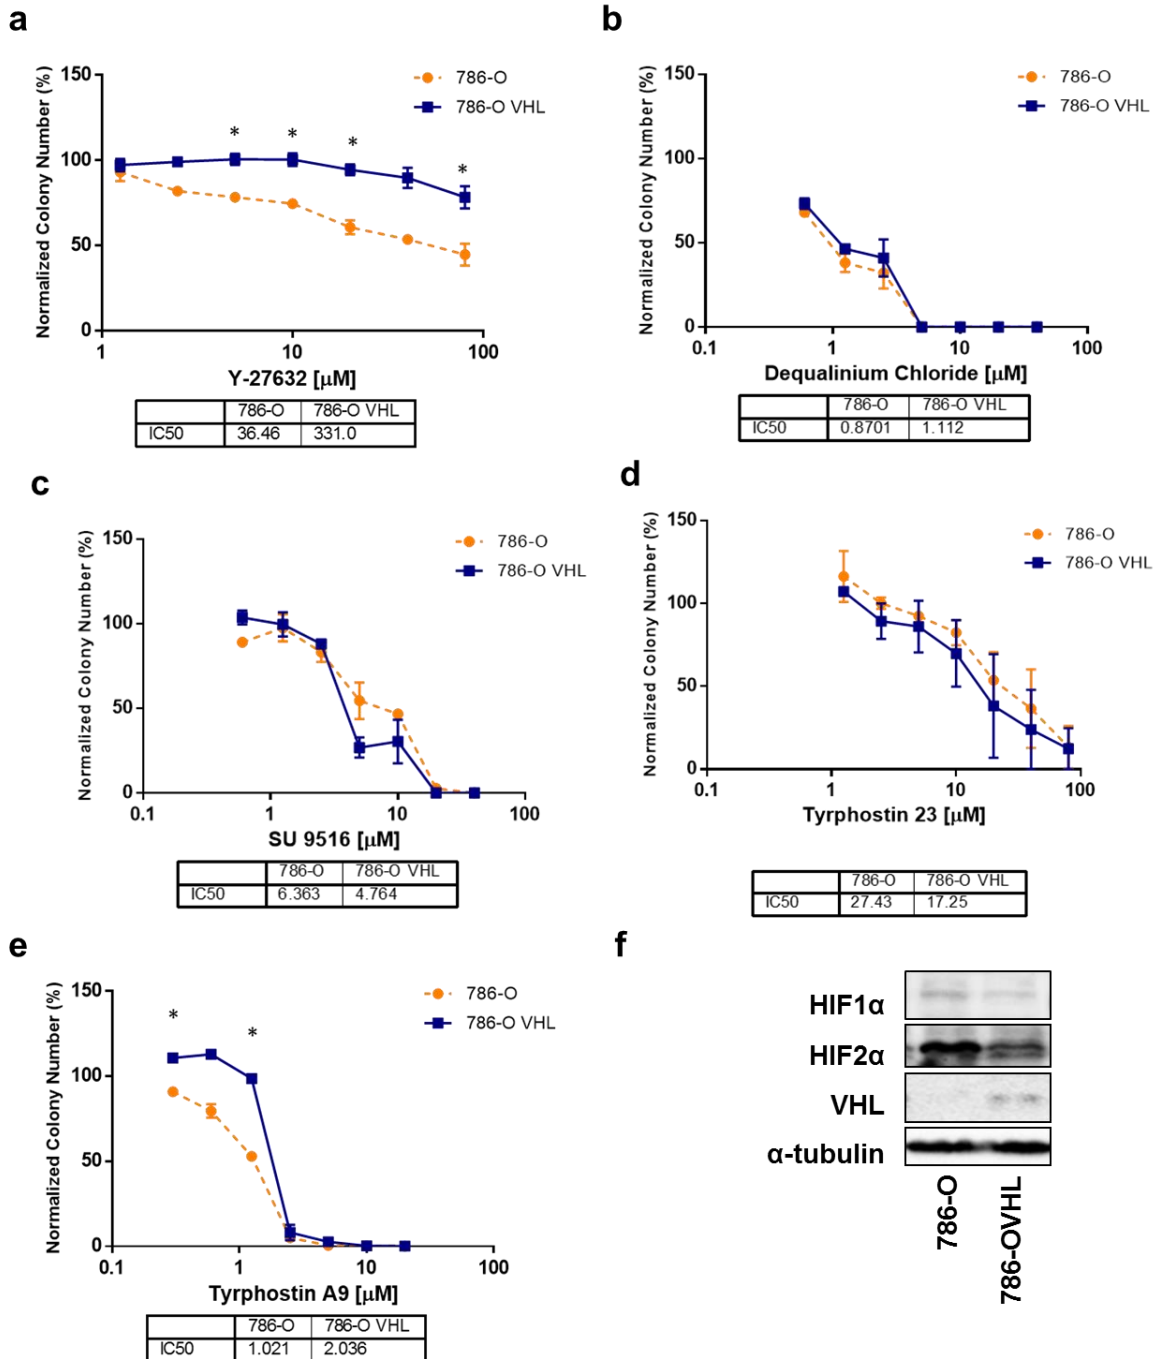 a
150
100
50
0
Normalized Colony Number (%)
786-O
786-O VHL
* * * *
1 10 100
Y-27632 [µM]
786-O 786-O VHL
IC50 36.46 331.0
b
150
100
50
0
Normalized Colony Number (%)
786-O
786-O VHL
0.1 1 10 100
Dequalinium Chloride [µM]
786-O 786-O VHL
IC50 0.8701 1.112
c
150
100
50
0
Normalized Colony Number (%)
786-O
786-O VHL
0.1 1 10 100
SU 9516 [µM]
786-O 786-O VHL
IC50 6.363 4.764
d
150
100
50
0
Normalized Colony Number (%)
786-O
786-O VHL
0.1 1 10 100
Tyrphostin 23 [µM]
786-O 786-O VHL
IC50 27.43 17.25
e
150
100
50
0
Normalized Colony Number (%)
786-O
786-O VHL
* *
0.1 1 10 100
Tyrphostin A9 [µM]
786-O 786-O VHL
IC50 1.021 2.036
f
HIF1α
HIF2α
VHL
α-tubulin
786-O
786-OVHL